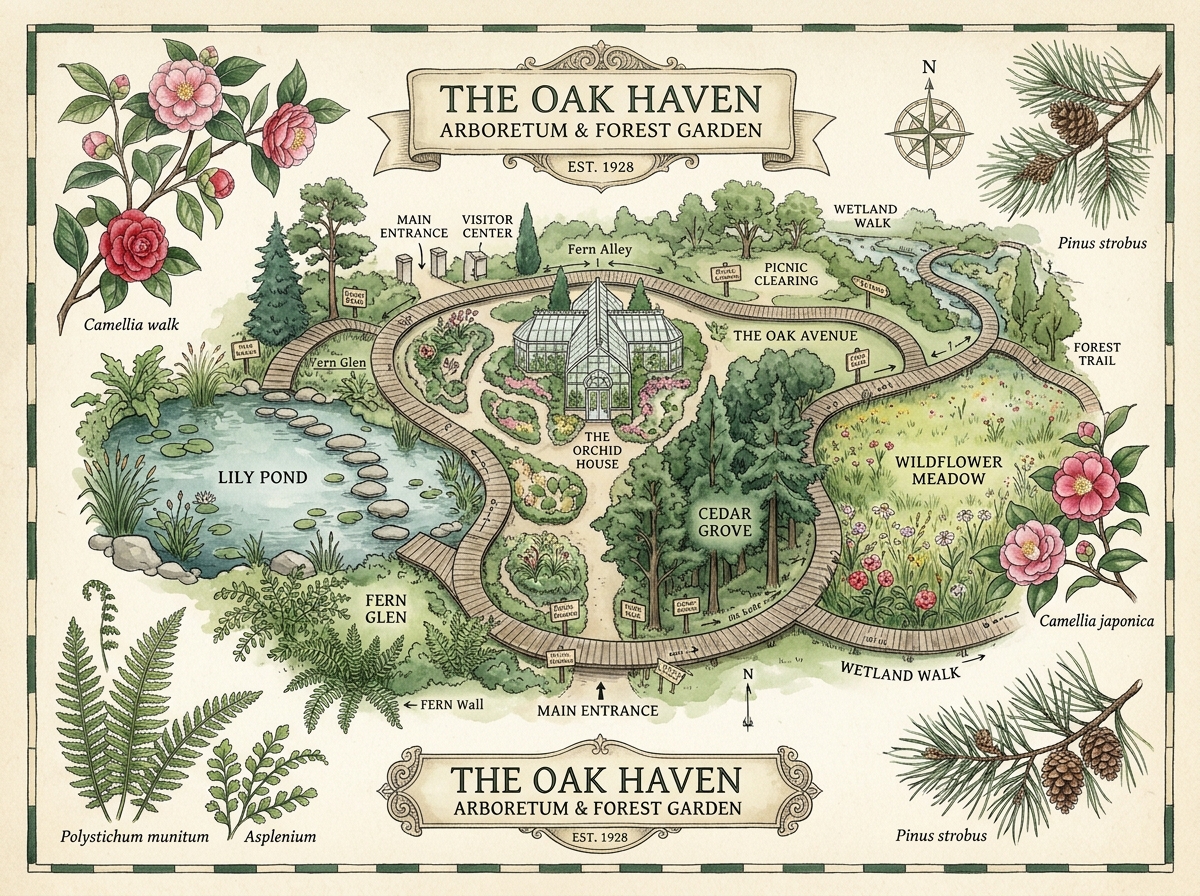 THE OAK HAVEN
ARBORETUM & FOREST GARDEN
EST. 1928
N
Pinus strobus
Camellia walk
MAIN
ENTRANCE
VISITOR
CENTER
Fern Alley
WETLAND
WALK
PICNIC
CLEARING
THE OAK AVENUE
FOREST
TRAIL
Vern Glen
THE
ORCHID
HOUSE
LILY POND
WILDFLOWER
MEADOW
CEDAR
GROVE
FERN
GLEN
Camellia japonica
WETLAND WALK
N
FERN Wall
MAIN ENTRANCE
THE OAK HAVEN
ARBORETUM & FOREST GARDEN
EST. 1928
Polystichum munitum
Asplenium
Pinus strobus